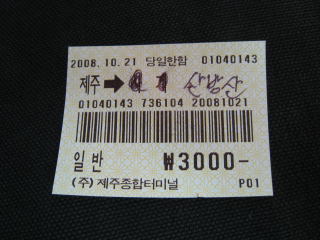 2008.10.21 당일한함 01040143
제주 ➡ 산방산
01040143 736104 20081021
일반 ₩3000-
(주)제주종합터미널 P01